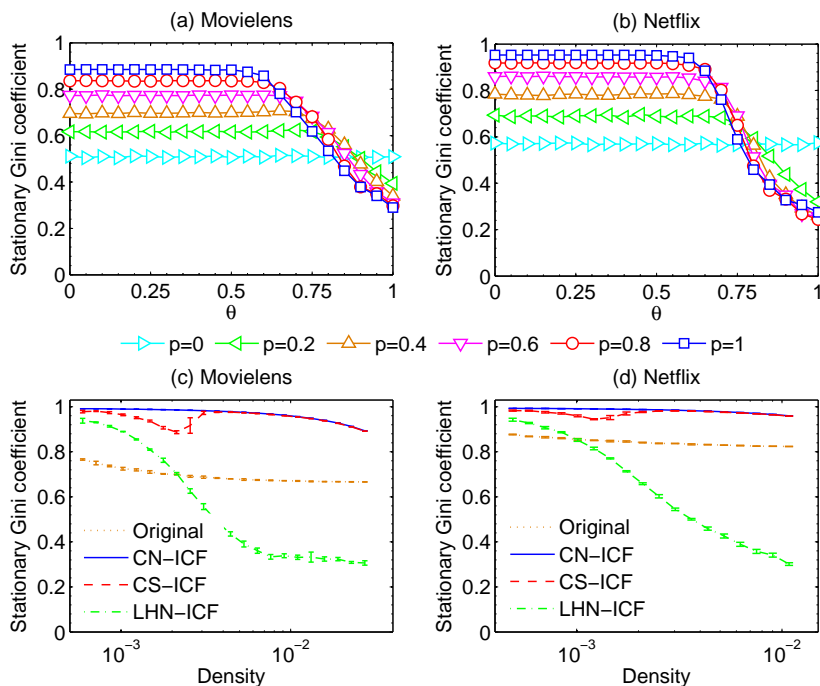 (a) Movielens
Stationary Gini coefficient
1
0.8
0.6
0.4
0.2
0
0 0.25 0.5 0.75 1
θ
(b) Netflix
Stationary Gini coefficient
1
0.8
0.6
0.4
0.2
0
0 0.25 0.5 0.75 1
θ
p=0 p=0.2 p=0.4 p=0.6 p=0.8 p=1
(c) Movielens
Stationary Gini coefficient
1
0.8
0.6
0.4
0.2
0
Original
CN−ICF
CS−ICF
LHN−ICF
10⁻³ 10⁻²
Density
(d) Netflix
Stationary Gini coefficient
1
0.8
0.6
0.4
0.2
0
Original
CN−ICF
CS−ICF
LHN−ICF
10⁻³ 10⁻²
Density